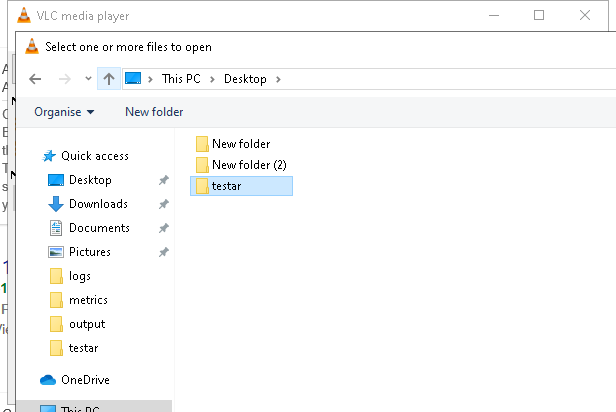 VLC media player
Select one or more files to open
This PC
Desktop
Organise
New folder
Quick access
Desktop
Downloads
Documents
Pictures
logs
metrics
output
testar
OneDrive
This PC
New folder
New folder (2)
testar